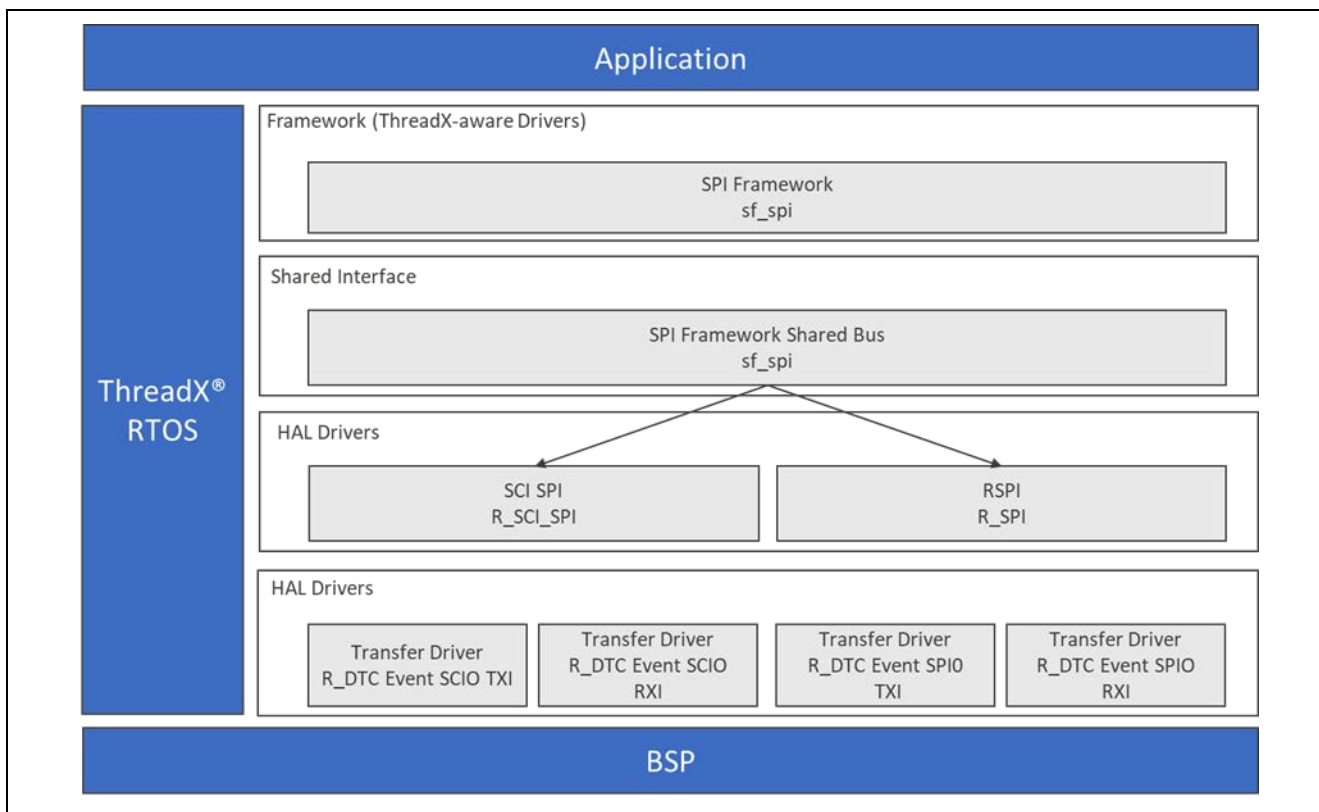 Application
ThreadX®
RTOS
Framework (ThreadX-aware Drivers)
SPI Framework
sf_spi
Shared Interface
SPI Framework Shared Bus
sf_spi
HAL Drivers
SCI SPI
R_SCI_SPI
RSPI
R_SPI
HAL Drivers
Transfer Driver
R_DTC Event SCIO TXI
Transfer Driver
R_DTC Event SCIO
RXI
Transfer Driver
R_DTC Event SPI0
TXI
Transfer Driver
R_DTC Event SPIO
RXI
BSP